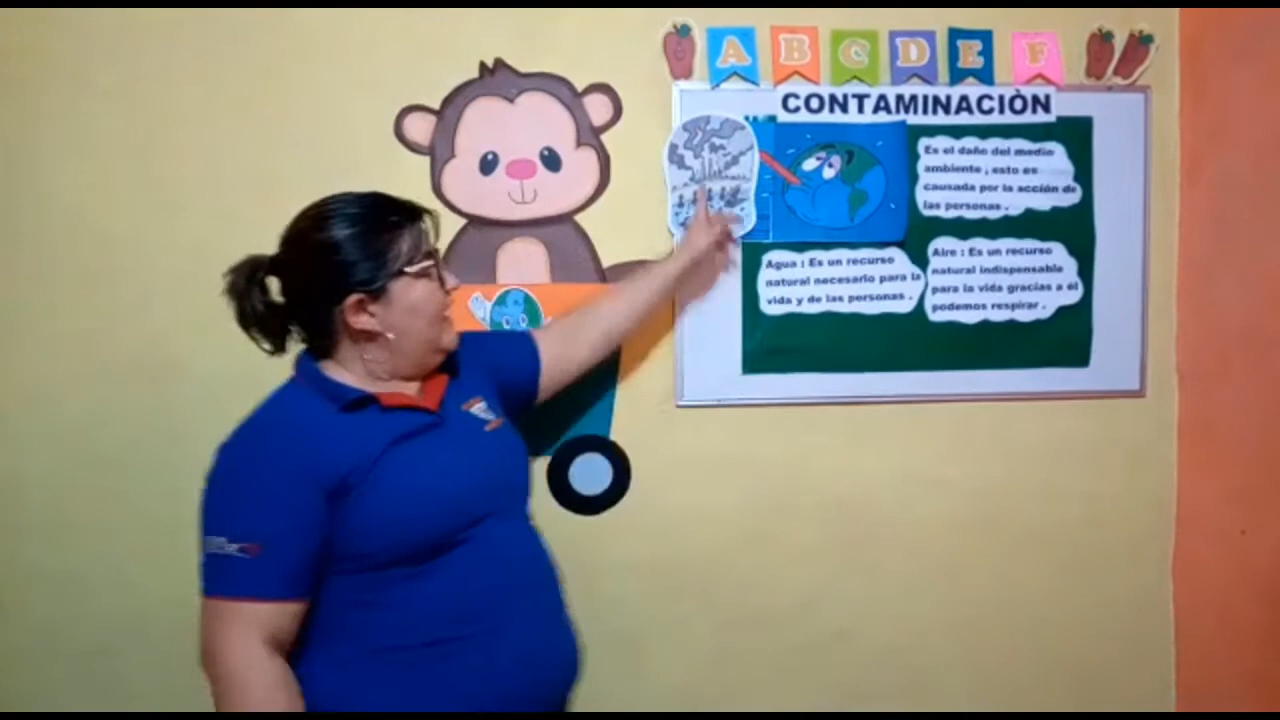 A B C D E F
CONTAMINACIÒN
Es el daño del medio
ambiente , esto es
causada por la acción de
las personas .
Agua : Es un recurso
natural necesario para la
vida y de las personas .
Aire : Es un recurso
natural indispensable
para la vida gracias a él
podemos respirar .